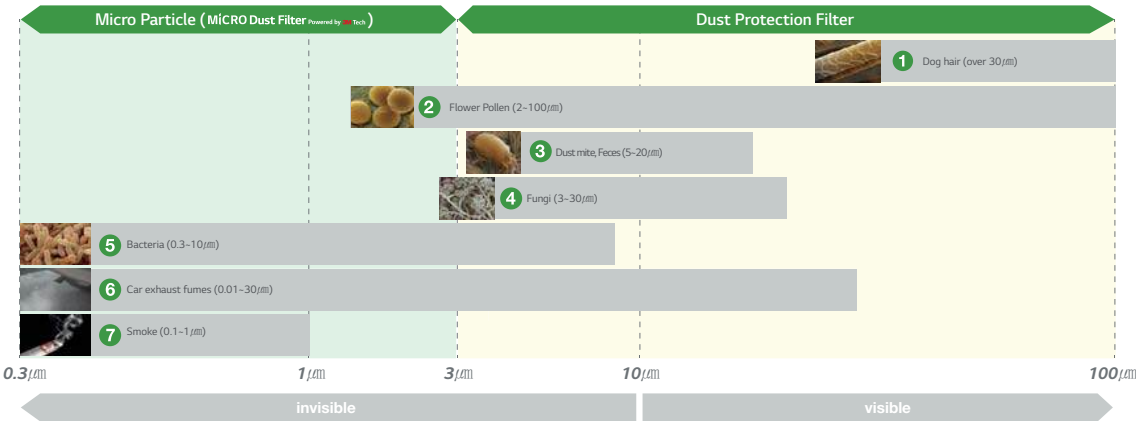 Micro Particle ( MiCRO Dust Filter Powered by 3M Tech )
Dust Protection Filter
1 Dog hair (over 30㎛)
2 Flower Pollen (2~100㎛)
3 Dust mite, Feces (5~20㎛)
4 Fungi (3~30㎛)
5 Bacteria (0.3~10㎛)
6 Car exhaust fumes (0.01~30㎛)
7 Smoke (0.1~1㎛)
0.3㎛ 1㎛ 3㎛ 10㎛ 100㎛
invisible visible